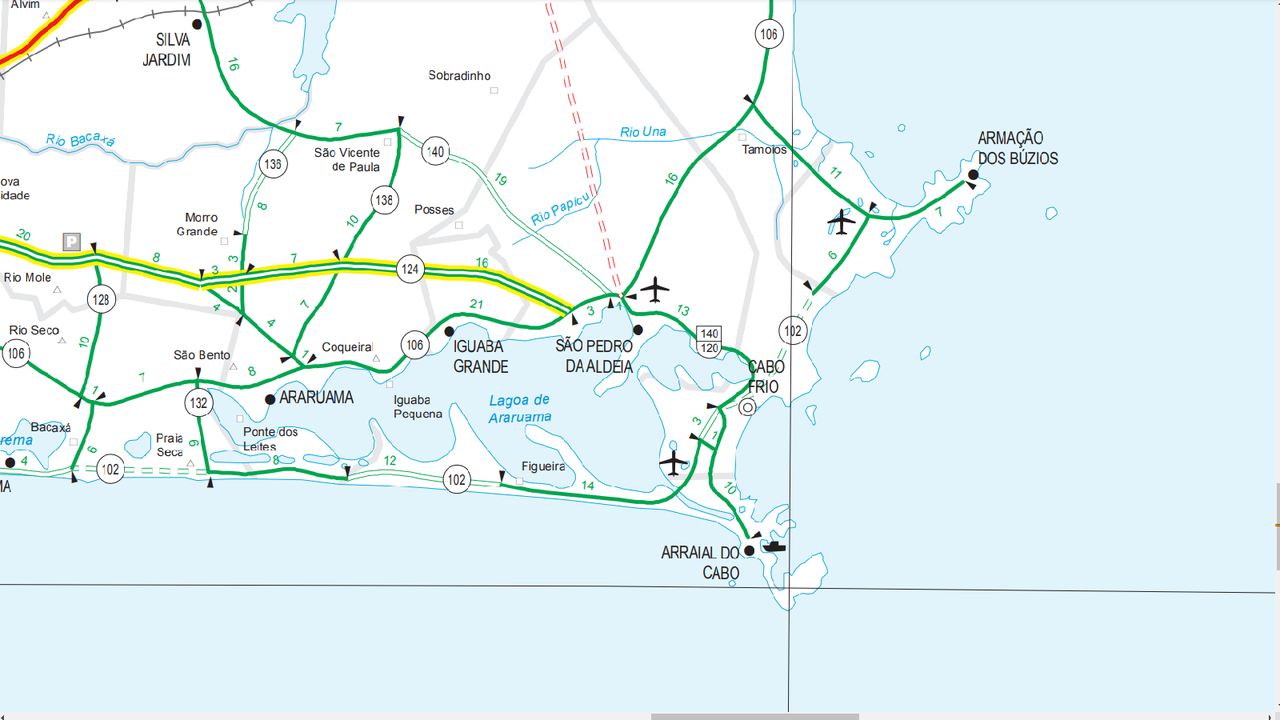 Alvim
SILVA
JARDIM
16
106
Sobradinho
Rio Bacaxá
7
São Vicente
de Paula
140
Rio Una
Tamoios
ARMAÇÃO
DOS BÚZIOS
ova
idade
138
19
16
11
8
138
Posses
Rio Papicu
7
Morro
Grande
10
20
P
8
3
3
7
124
16
6
Rio Mole
128
2
4
4
7
21
3
4
13
102
Rio Seco
106
10
São Bento
Coqueiral
106
IGUABA
GRANDE
SÃO PEDRO
DA ALDEIA
140
120
CABO
FRIO
1
7
8
1
132
ARARUAMA
Iguaba
Pequena
Lagoa de
Araruama
3
1
Bacaxá
6
Praia
Seca
9
Ponte dos
Leites
rema
4
102
8
12
102
Figueira
14
10
MA
ARRAIAL DO
CABO